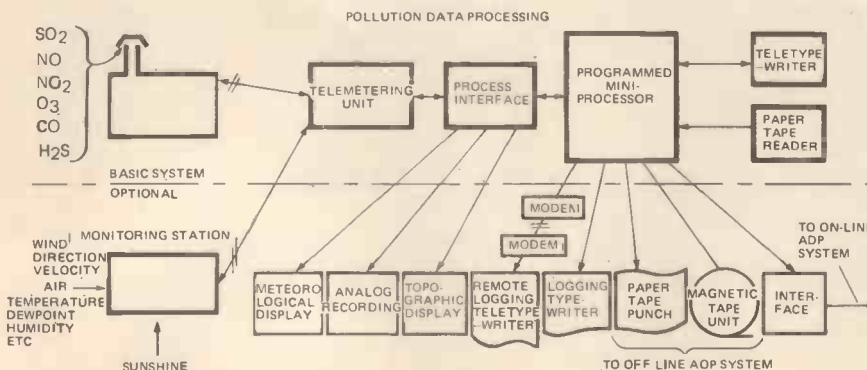 POLLUTION DATA PROCESSING
SO2
NO
NO2
O3
CO
H2S
TELEMETERING
UNIT
PROCESS
INTERFACE
PROGRAMMED
MINI-
PROCESSOR
TELETYPE
-WRITER
PAPER
TAPE
READER
BASIC SYSTEM
OPTIONAL
MONITORING STATION
WIND
DIRECTION
VELOCITY
AIR
TEMPERATURE
DEWPOINT
HUMIDITY
ETC
SUNSHINE
MODEM
MODEM
METEORO
LOGICAL
DISPLAY
ANALOG
RECORDING
TOPO-
GRAPHIC
DISPLAY
REMOTE
LOGGING
TELETYPE
-WRITER
LOGGING
TYPE-
WRITER
PAPER
TAPE
PUNCH
MAGNETIC
TAPE
UNIT
INTER-
FACE
TO ON-LINE
ADP
SYSTEM
TO OFF LINE AOP SYSTEM